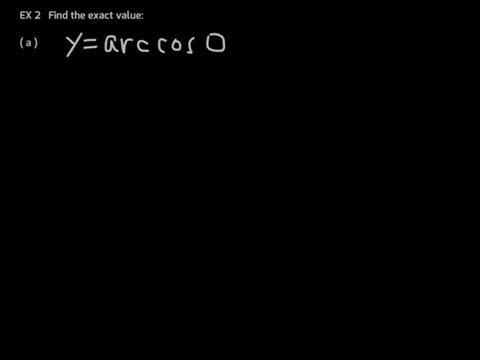 EX 2 Find the exact value:
(a) y=arccos 0